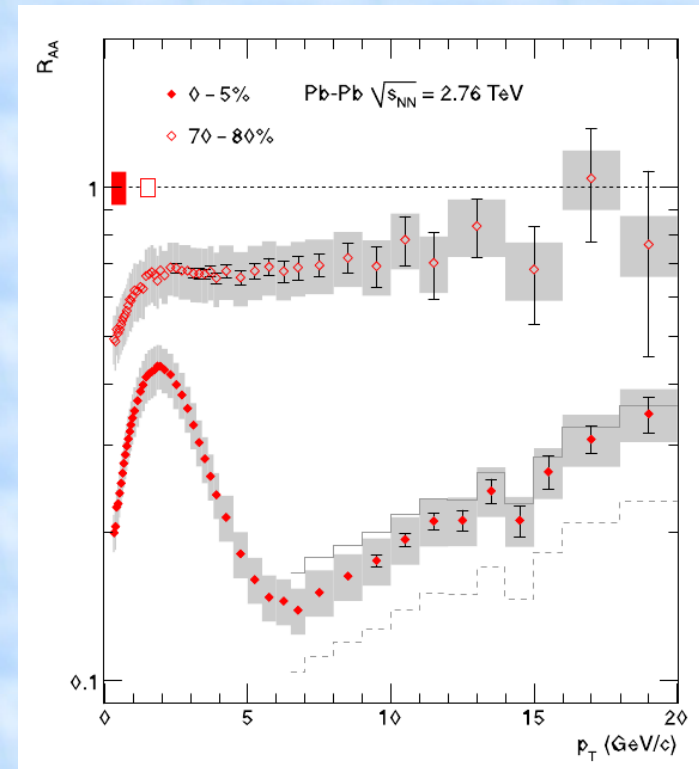 R_AA
0 – 5% Pb-Pb √s_NN = 2.76 TeV
70 – 80%
1
0.1
0 5 10 15 20
p_T (GeV/c)